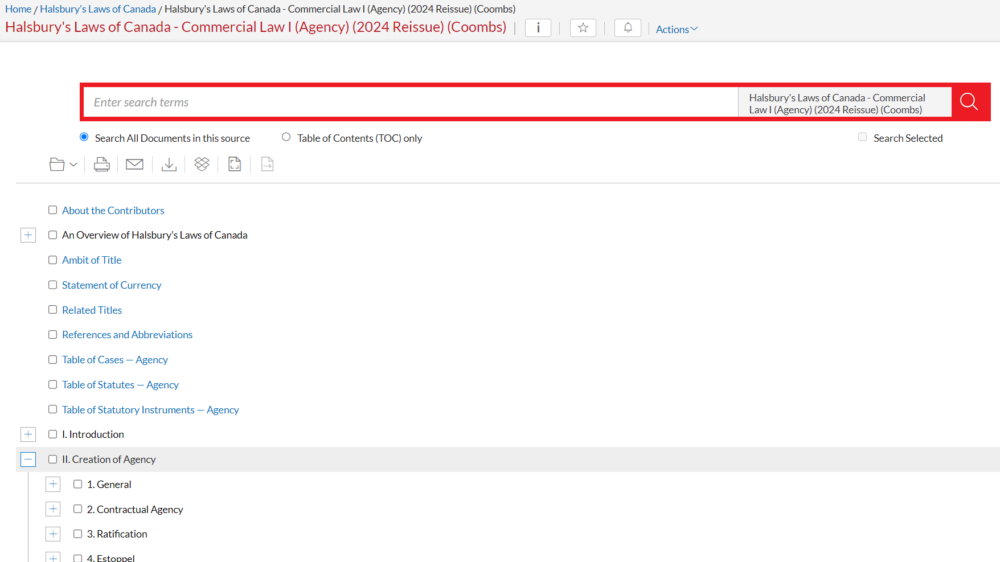 Home / Halsbury's Laws of Canada / Halsbury's Laws of Canada - Commercial Law I (Agency) (2024 Reissue) (Coombs)
Halsbury's Laws of Canada - Commercial Law I (Agency) (2024 Reissue) (Coombs) i Actions
Enter search terms
Halsbury's Laws of Canada - Commercial
Law I (Agency) (2024 Reissue) (Coombs)
Search All Documents in this source Table of Contents (TOC) only Search Selected
About the Contributors
An Overview of Halsbury’s Laws of Canada
Ambit of Title
Statement of Currency
Related Titles
References and Abbreviations
Table of Cases — Agency
Table of Statutes — Agency
Table of Statutory Instruments — Agency
I. Introduction
II. Creation of Agency
1. General
2. Contractual Agency
3. Ratification
4. Estoppel